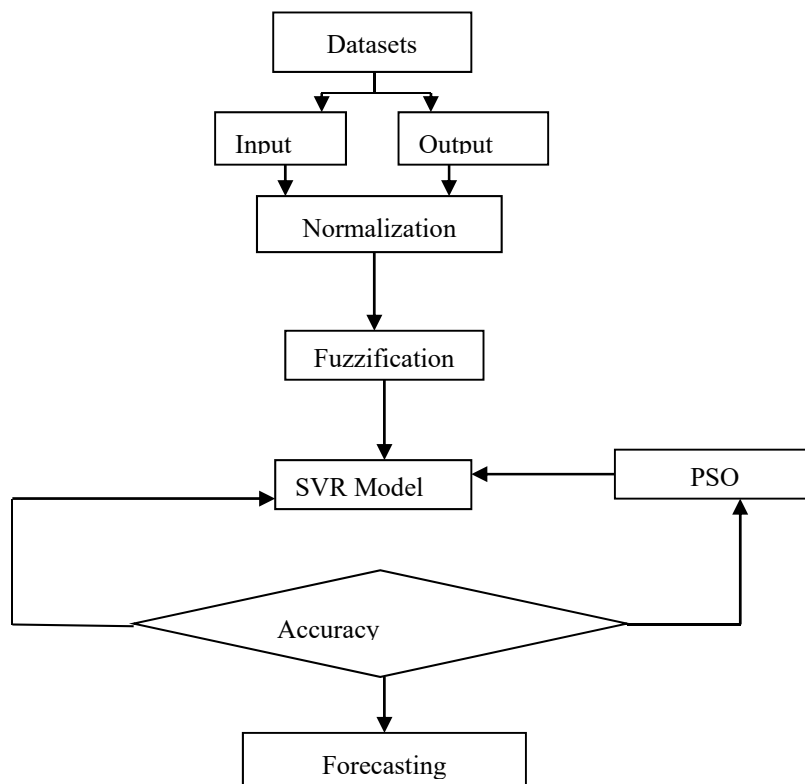 Datasets
Input
Output
Normalization
Fuzzification
SVR Model
PSO
Accuracy
Forecasting